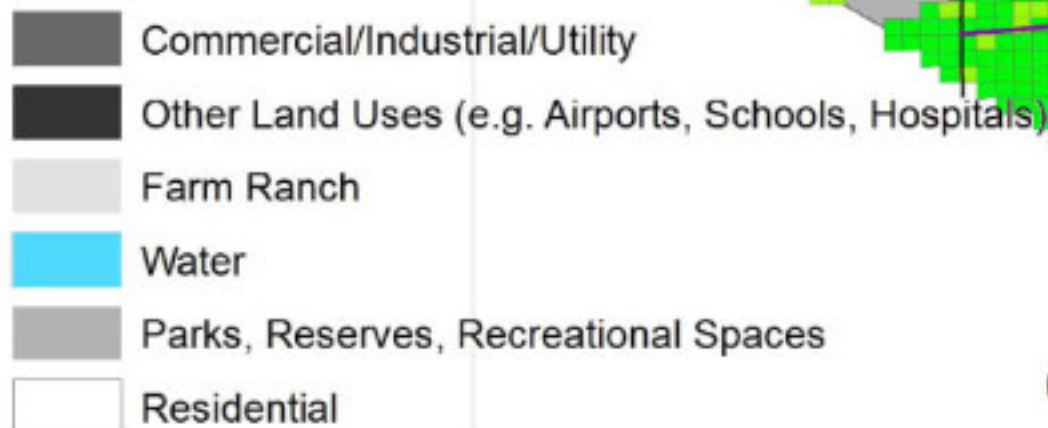 Commercial/Industrial/Utility
Other Land Uses (e.g. Airports, Schools, Hospitals)
Farm Ranch
Water
Parks, Reserves, Recreational Spaces
Residential